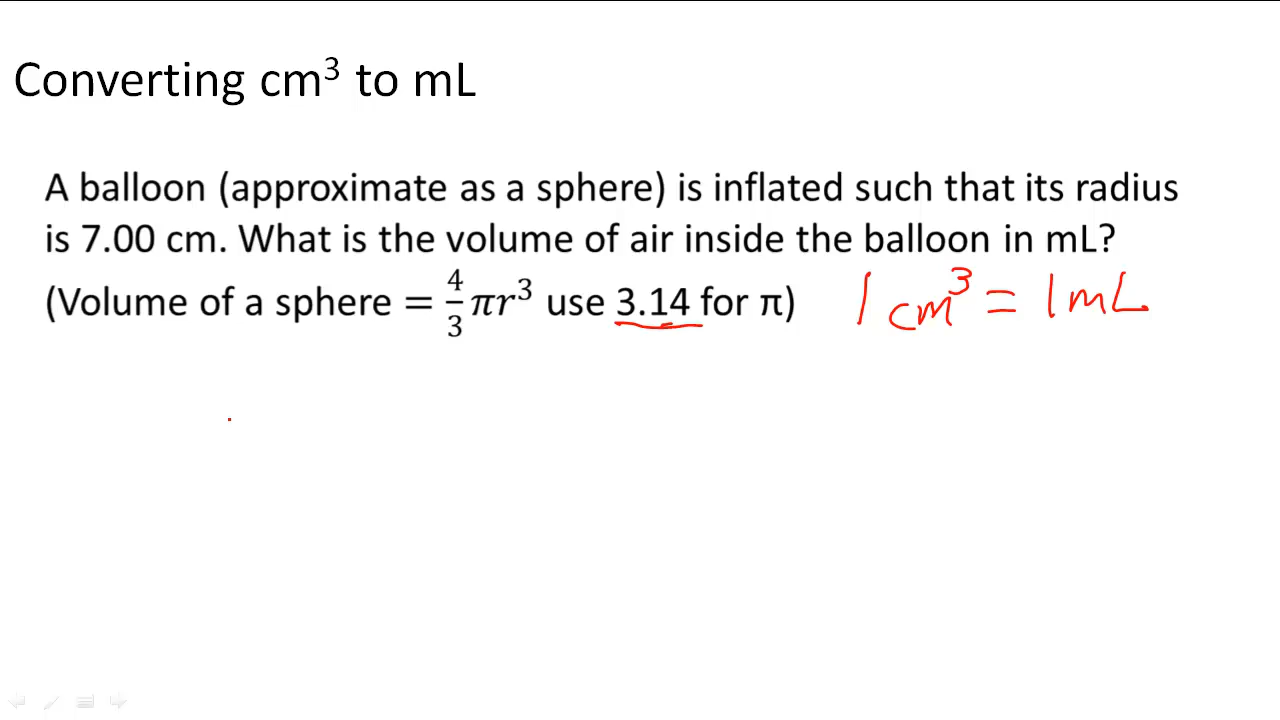 Converting cm³ to mL
A balloon (approximate as a sphere) is inflated such that its radius
is 7.00 cm. What is the volume of air inside the balloon in mL?
(Volume of a sphere = 4/3 πr³ use 3.14 for π) 1 cm³ = 1 mL